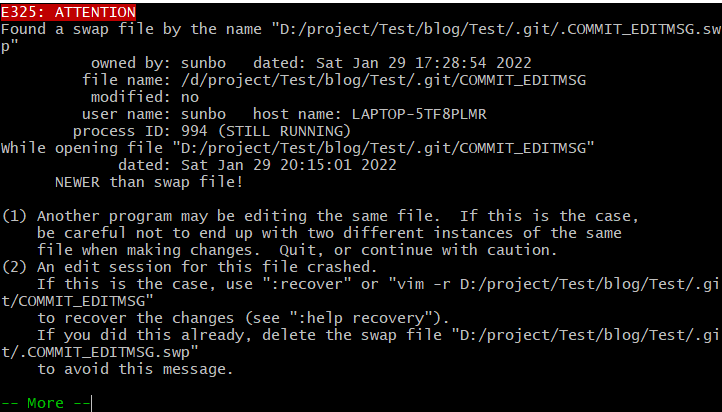 E325: ATTENTION
Found a swap file by the name "D:/project/Test/blog/Test/.git/.COMMIT_EDITMSG.sw
p"
          owned by: sunbo   dated: Sat Jan 29 17:28:54 2022
         file name: /d/project/Test/blog/Test/.git/COMMIT_EDITMSG
          modified: no
         user name: sunbo   host name: LAPTOP-5TF8PLMR
        process ID: 994 (STILL RUNNING)
While opening file "D:/project/Test/blog/Test/.git/COMMIT_EDITMSG"
             dated: Sat Jan 29 20:15:01 2022
      NEWER than swap file!

(1) Another program may be editing the same file.  If this is the case,
    be careful not to end up with two different instances of the same
    file when making changes.  Quit, or continue with caution.
(2) An edit session for this file crashed.
    If this is the case, use ":recover" or "vim -r D:/project/Test/blog/Test/.gi
t/COMMIT_EDITMSG"
    to recover the changes (see ":help recovery").
    If you did this already, delete the swap file "D:/project/Test/blog/Test/.gi
t/.COMMIT_EDITMSG.swp"
    to avoid this message.

-- More --